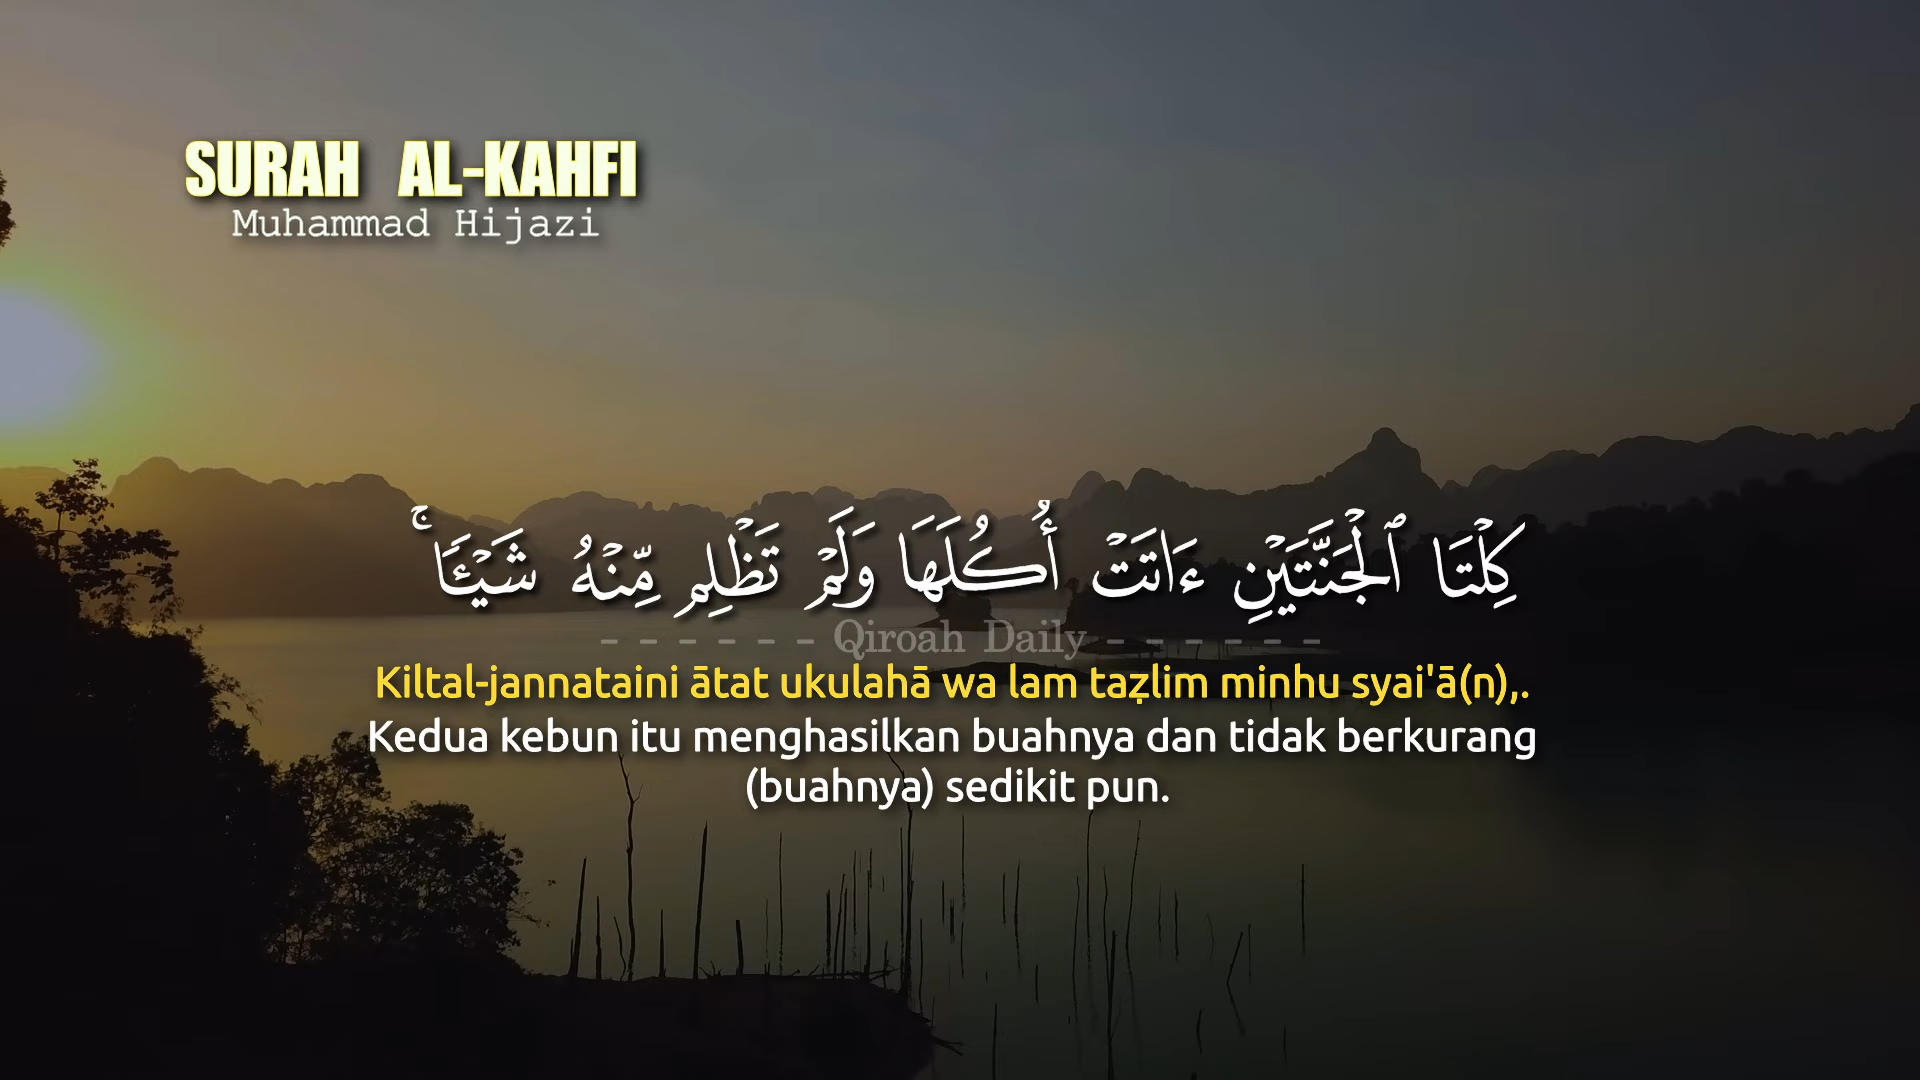 SURAH AL-KAHFI
Muhammad Hijazi
كِلْتَا ٱلْجَنَّتَيْنِ ءَاتَتْ أُكُلَهَا وَلَمْ تَظْلِم مِّنْهُ شَيْـًٔا ۚ
- - - - - - Qiroah Daily - - - - - -
Kiltal-jannataini ātat ukulahā wa lam taẓlim minhu syai'ā(n),.
Kedua kebun itu menghasilkan buahnya dan tidak berkurang
(buahnya) sedikit pun.